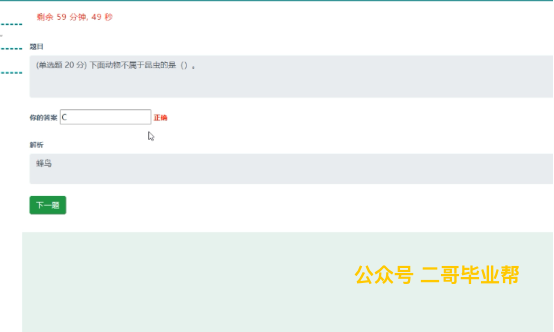 剩余 59 分钟, 49 秒
题目
(单选题 20 分) 下面动物不属于昆虫的是（）。
你的答案 C 正确
解析
蜂鸟
下一题
公众号 二哥毕业帮